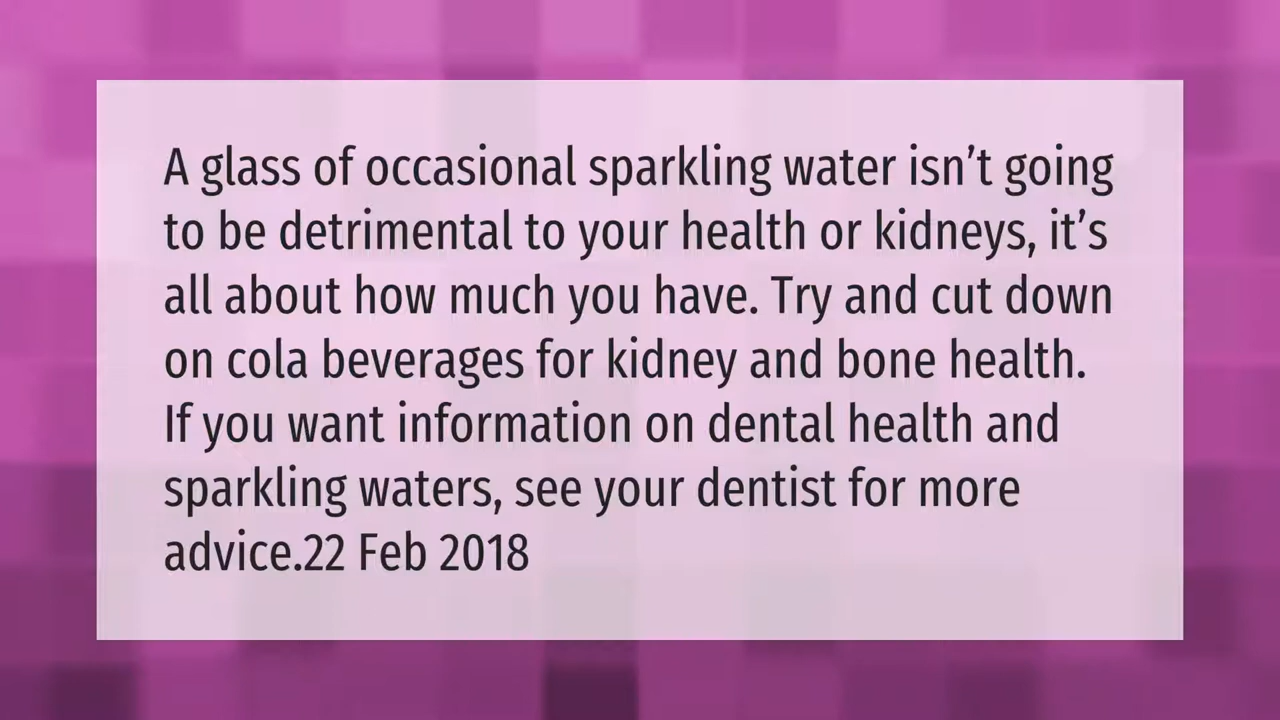 A glass of occasional sparkling water isn’t going
to be detrimental to your health or kidneys, it’s
all about how much you have. Try and cut down
on cola beverages for kidney and bone health.
If you want information on dental health and
sparkling waters, see your dentist for more
advice.22 Feb 2018